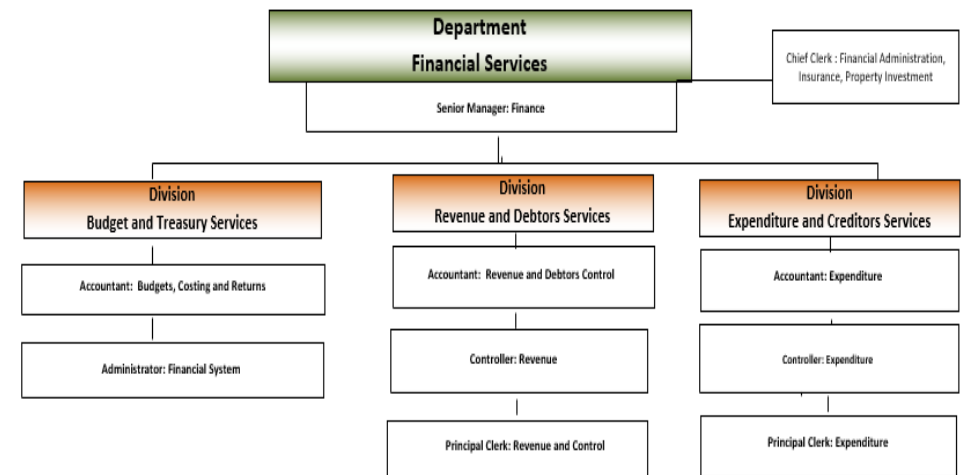 Department
Financial Services
Chief Clerk : Financial Administration,
Insurance, Property Investment
Senior Manager: Finance
Division
Budget and Treasury Services
Accountant: Budgets, Costing and Returns
Administrator: Financial System
Division
Revenue and Debtors Services
Accountant: Revenue and Debtors Control
Controller: Revenue
Principal Clerk: Revenue and Control
Division
Expenditure and Creditors Services
Accountant: Expenditure
Controller: Expenditure
Principal Clerk: Expenditure